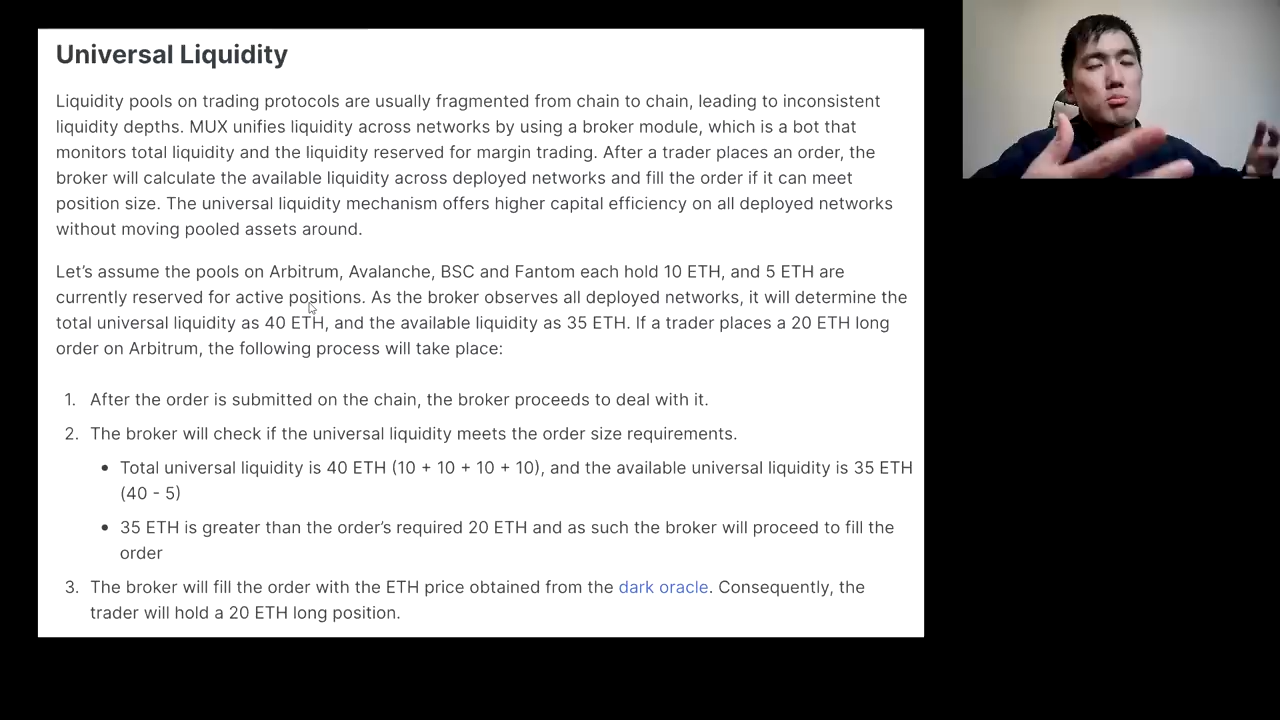 Universal Liquidity
Liquidity pools on trading protocols are usually fragmented from chain to chain, leading to inconsistent
liquidity depths. MUX unifies liquidity across networks by using a broker module, which is a bot that
monitors total liquidity and the liquidity reserved for margin trading. After a trader places an order, the
broker will calculate the available liquidity across deployed networks and fill the order if it can meet
position size. The universal liquidity mechanism offers higher capital efficiency on all deployed networks
without moving pooled assets around.
Let’s assume the pools on Arbitrum, Avalanche, BSC and Fantom each hold 10 ETH, and 5 ETH are
currently reserved for active positions. As the broker observes all deployed networks, it will determine the
total universal liquidity as 40 ETH, and the available liquidity as 35 ETH. If a trader places a 20 ETH long
order on Arbitrum, the following process will take place:
1. After the order is submitted on the chain, the broker proceeds to deal with it.
2. The broker will check if the universal liquidity meets the order size requirements.
• Total universal liquidity is 40 ETH (10 + 10 + 10 + 10), and the available universal liquidity is 35 ETH
(40 - 5)
• 35 ETH is greater than the order’s required 20 ETH and as such the broker will proceed to fill the
order
3. The broker will fill the order with the ETH price obtained from the dark oracle. Consequently, the
trader will hold a 20 ETH long position.